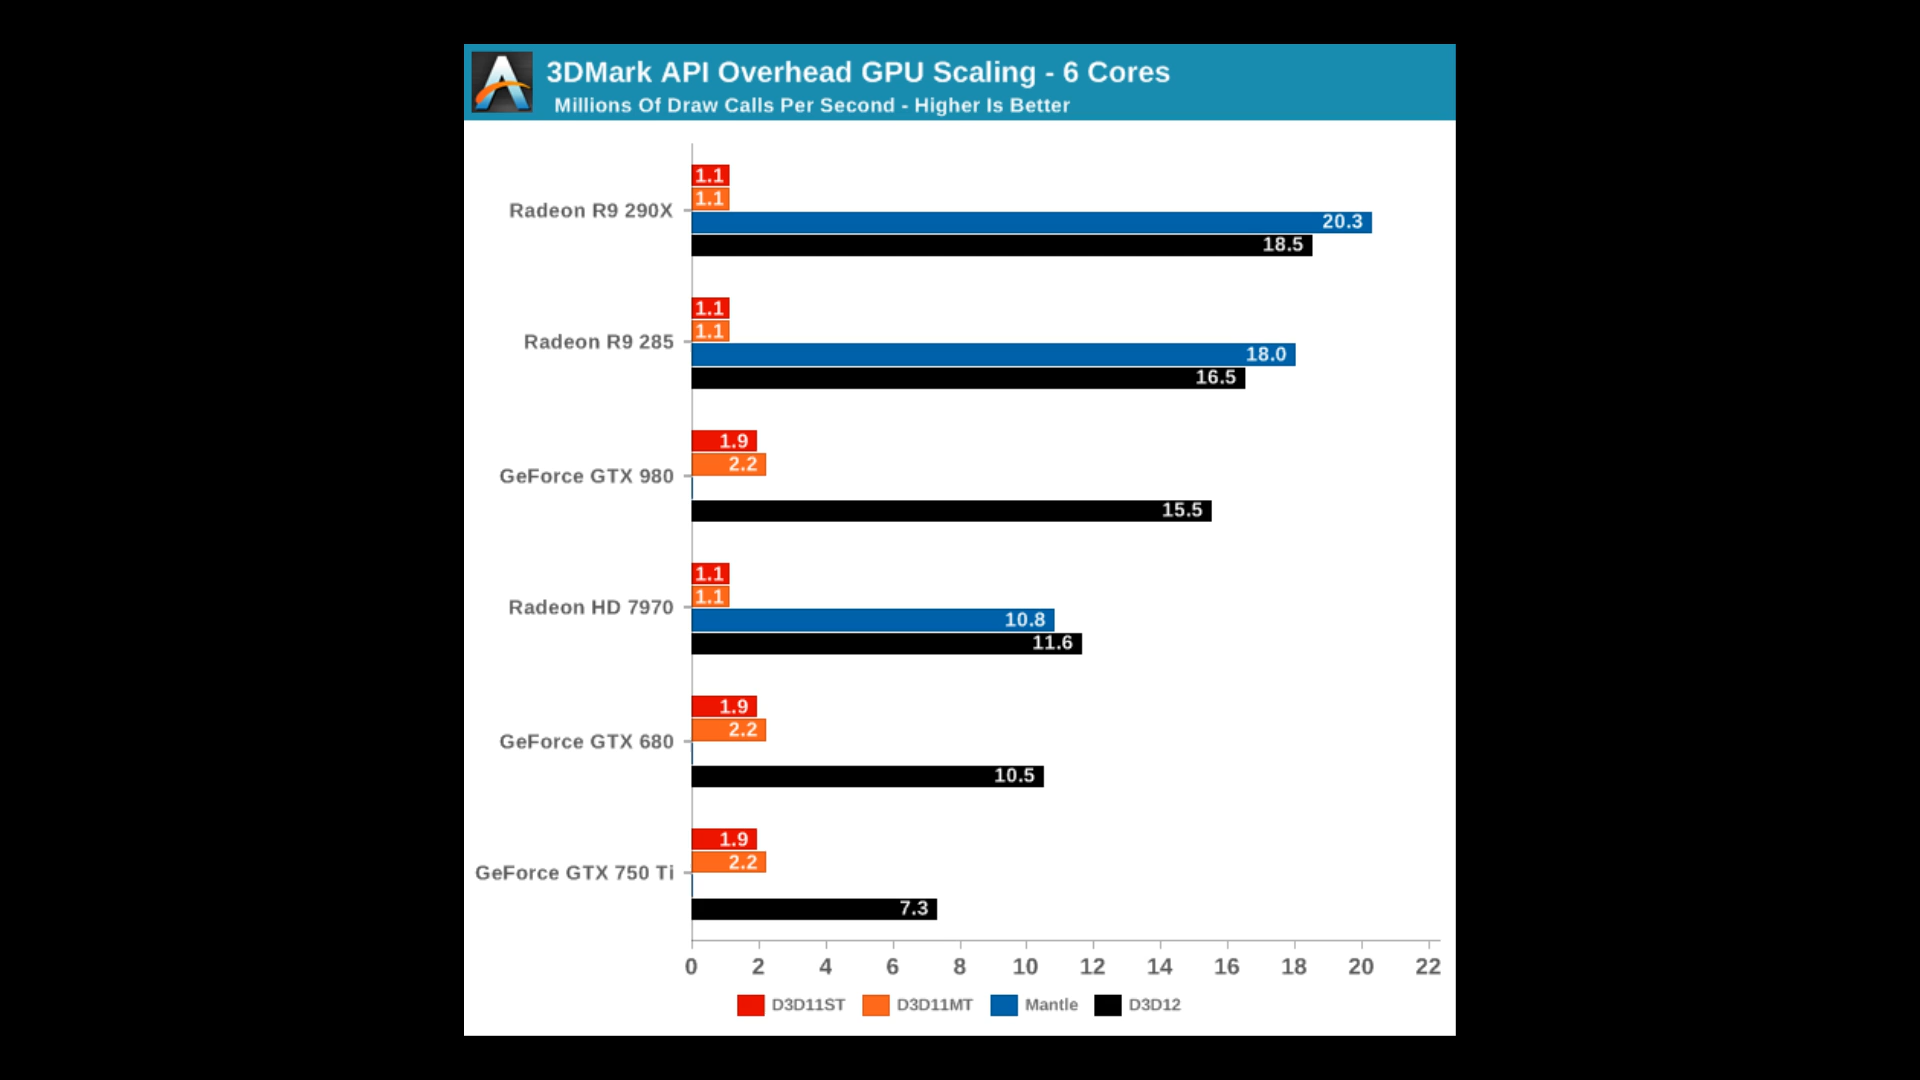 3DMark API Overhead GPU Scaling - 6 Cores
Millions Of Draw Calls Per Second - Higher Is Better
Radeon R9 290X
1.1
1.1
20.3
18.5
Radeon R9 285
1.1
1.1
18.0
16.5
GeForce GTX 980
1.9
2.2
15.5
Radeon HD 7970
1.1
1.1
10.8
11.6
GeForce GTX 680
1.9
2.2
10.5
GeForce GTX 750 Ti
1.9
2.2
7.3
0 2 4 6 8 10 12 14 16 18 20 22
D3D11ST D3D11MT Mantle D3D12